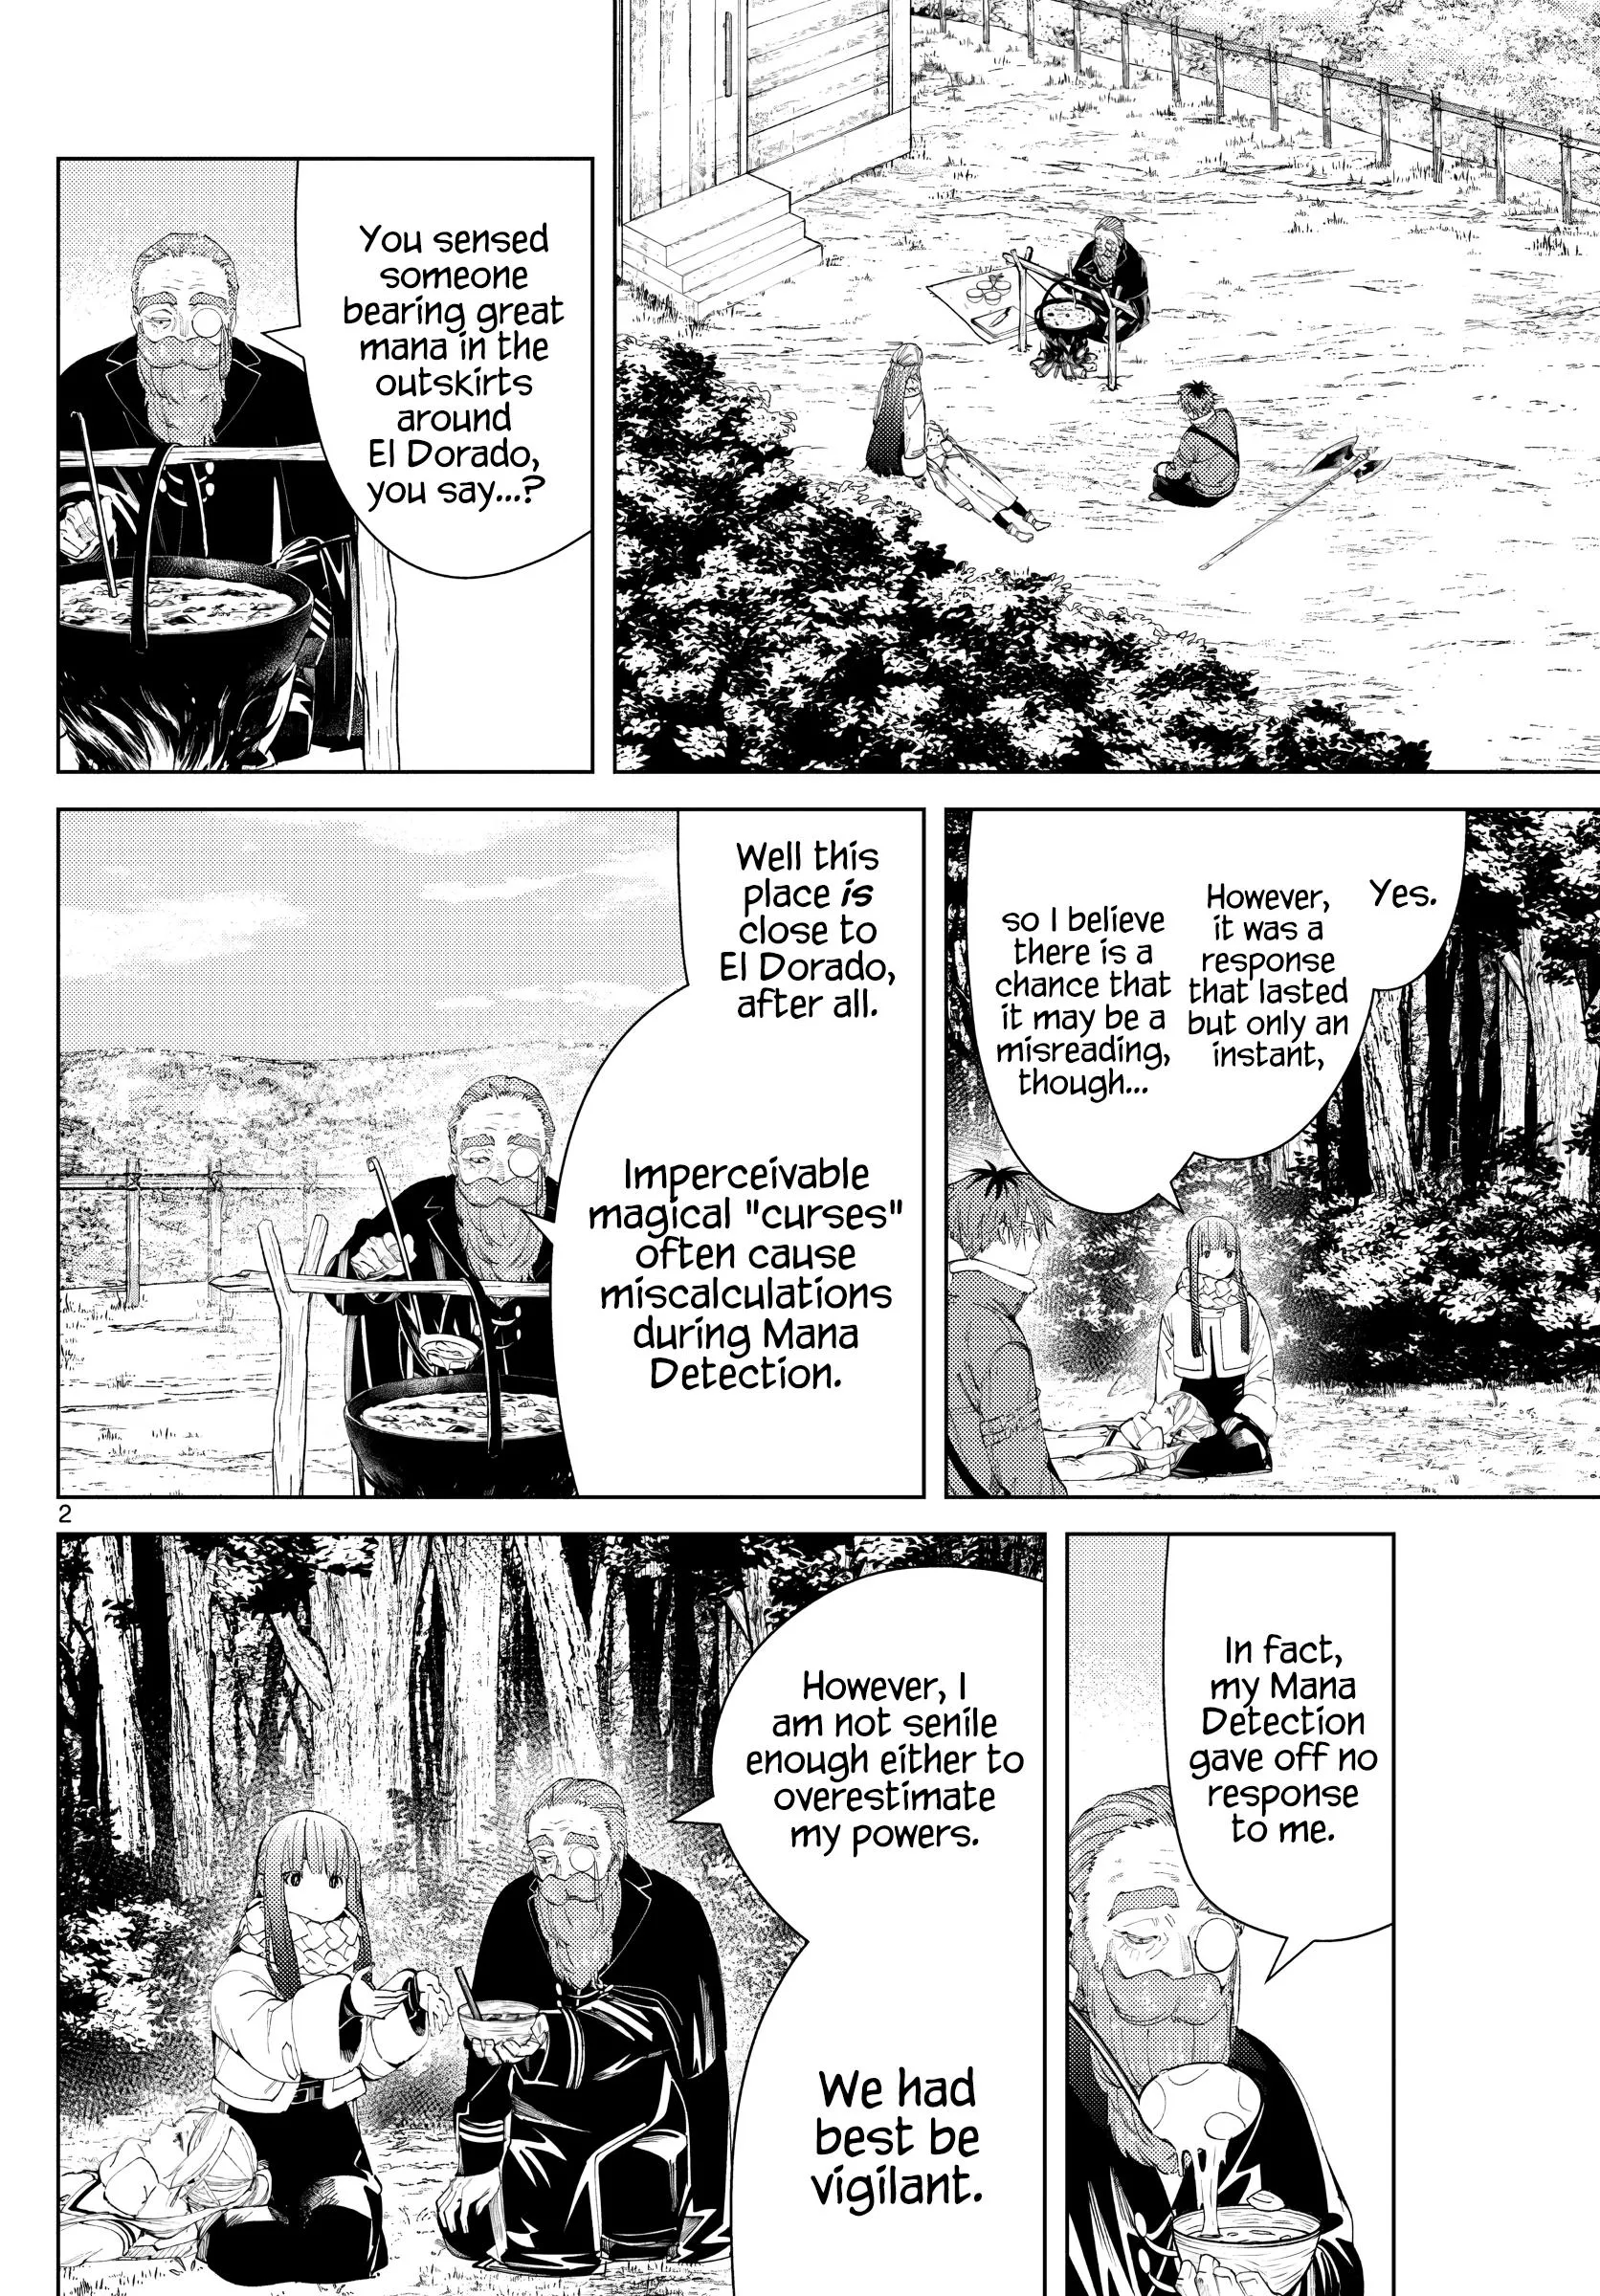 You sensed
someone
bearing great
mana in the
outskirts
around
El Dorado,
you say...?
Yes.
However,
it was a
response
that lasted
but only an
instant,
so I believe
there is a
chance that
it may be a
misreading,
though...
Well this
place is
close to
El Dorado,
after all.
Imperceivable
magical "curses"
often cause
miscalculations
during Mana
Detection.
2
In fact,
my Mana
Detection
gave off no
response
to me.
However, I
am not senile
enough either to
overestimate
my powers.
We had
best be
vigilant.